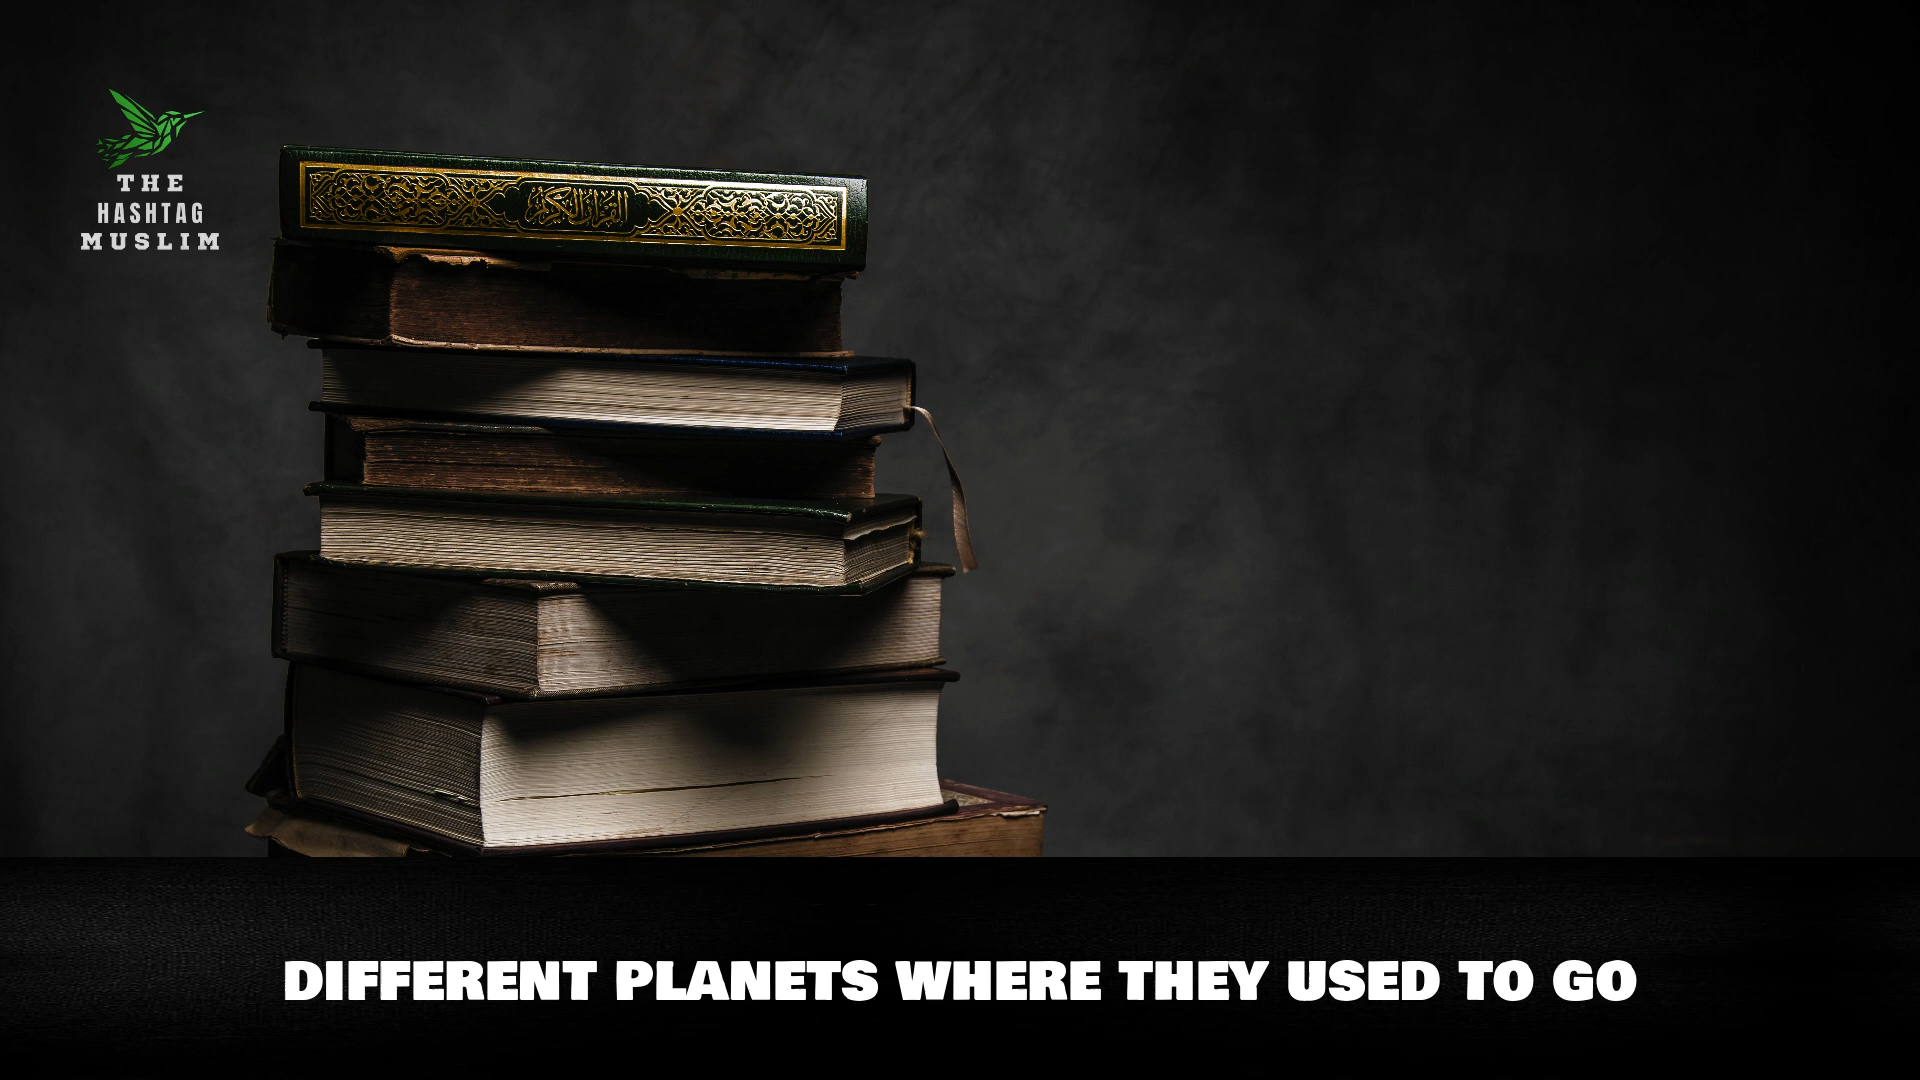 THE
HASHTAG
MUSLIM
القرآن الكريم
DIFFERENT PLANETS WHERE THEY USED TO GO